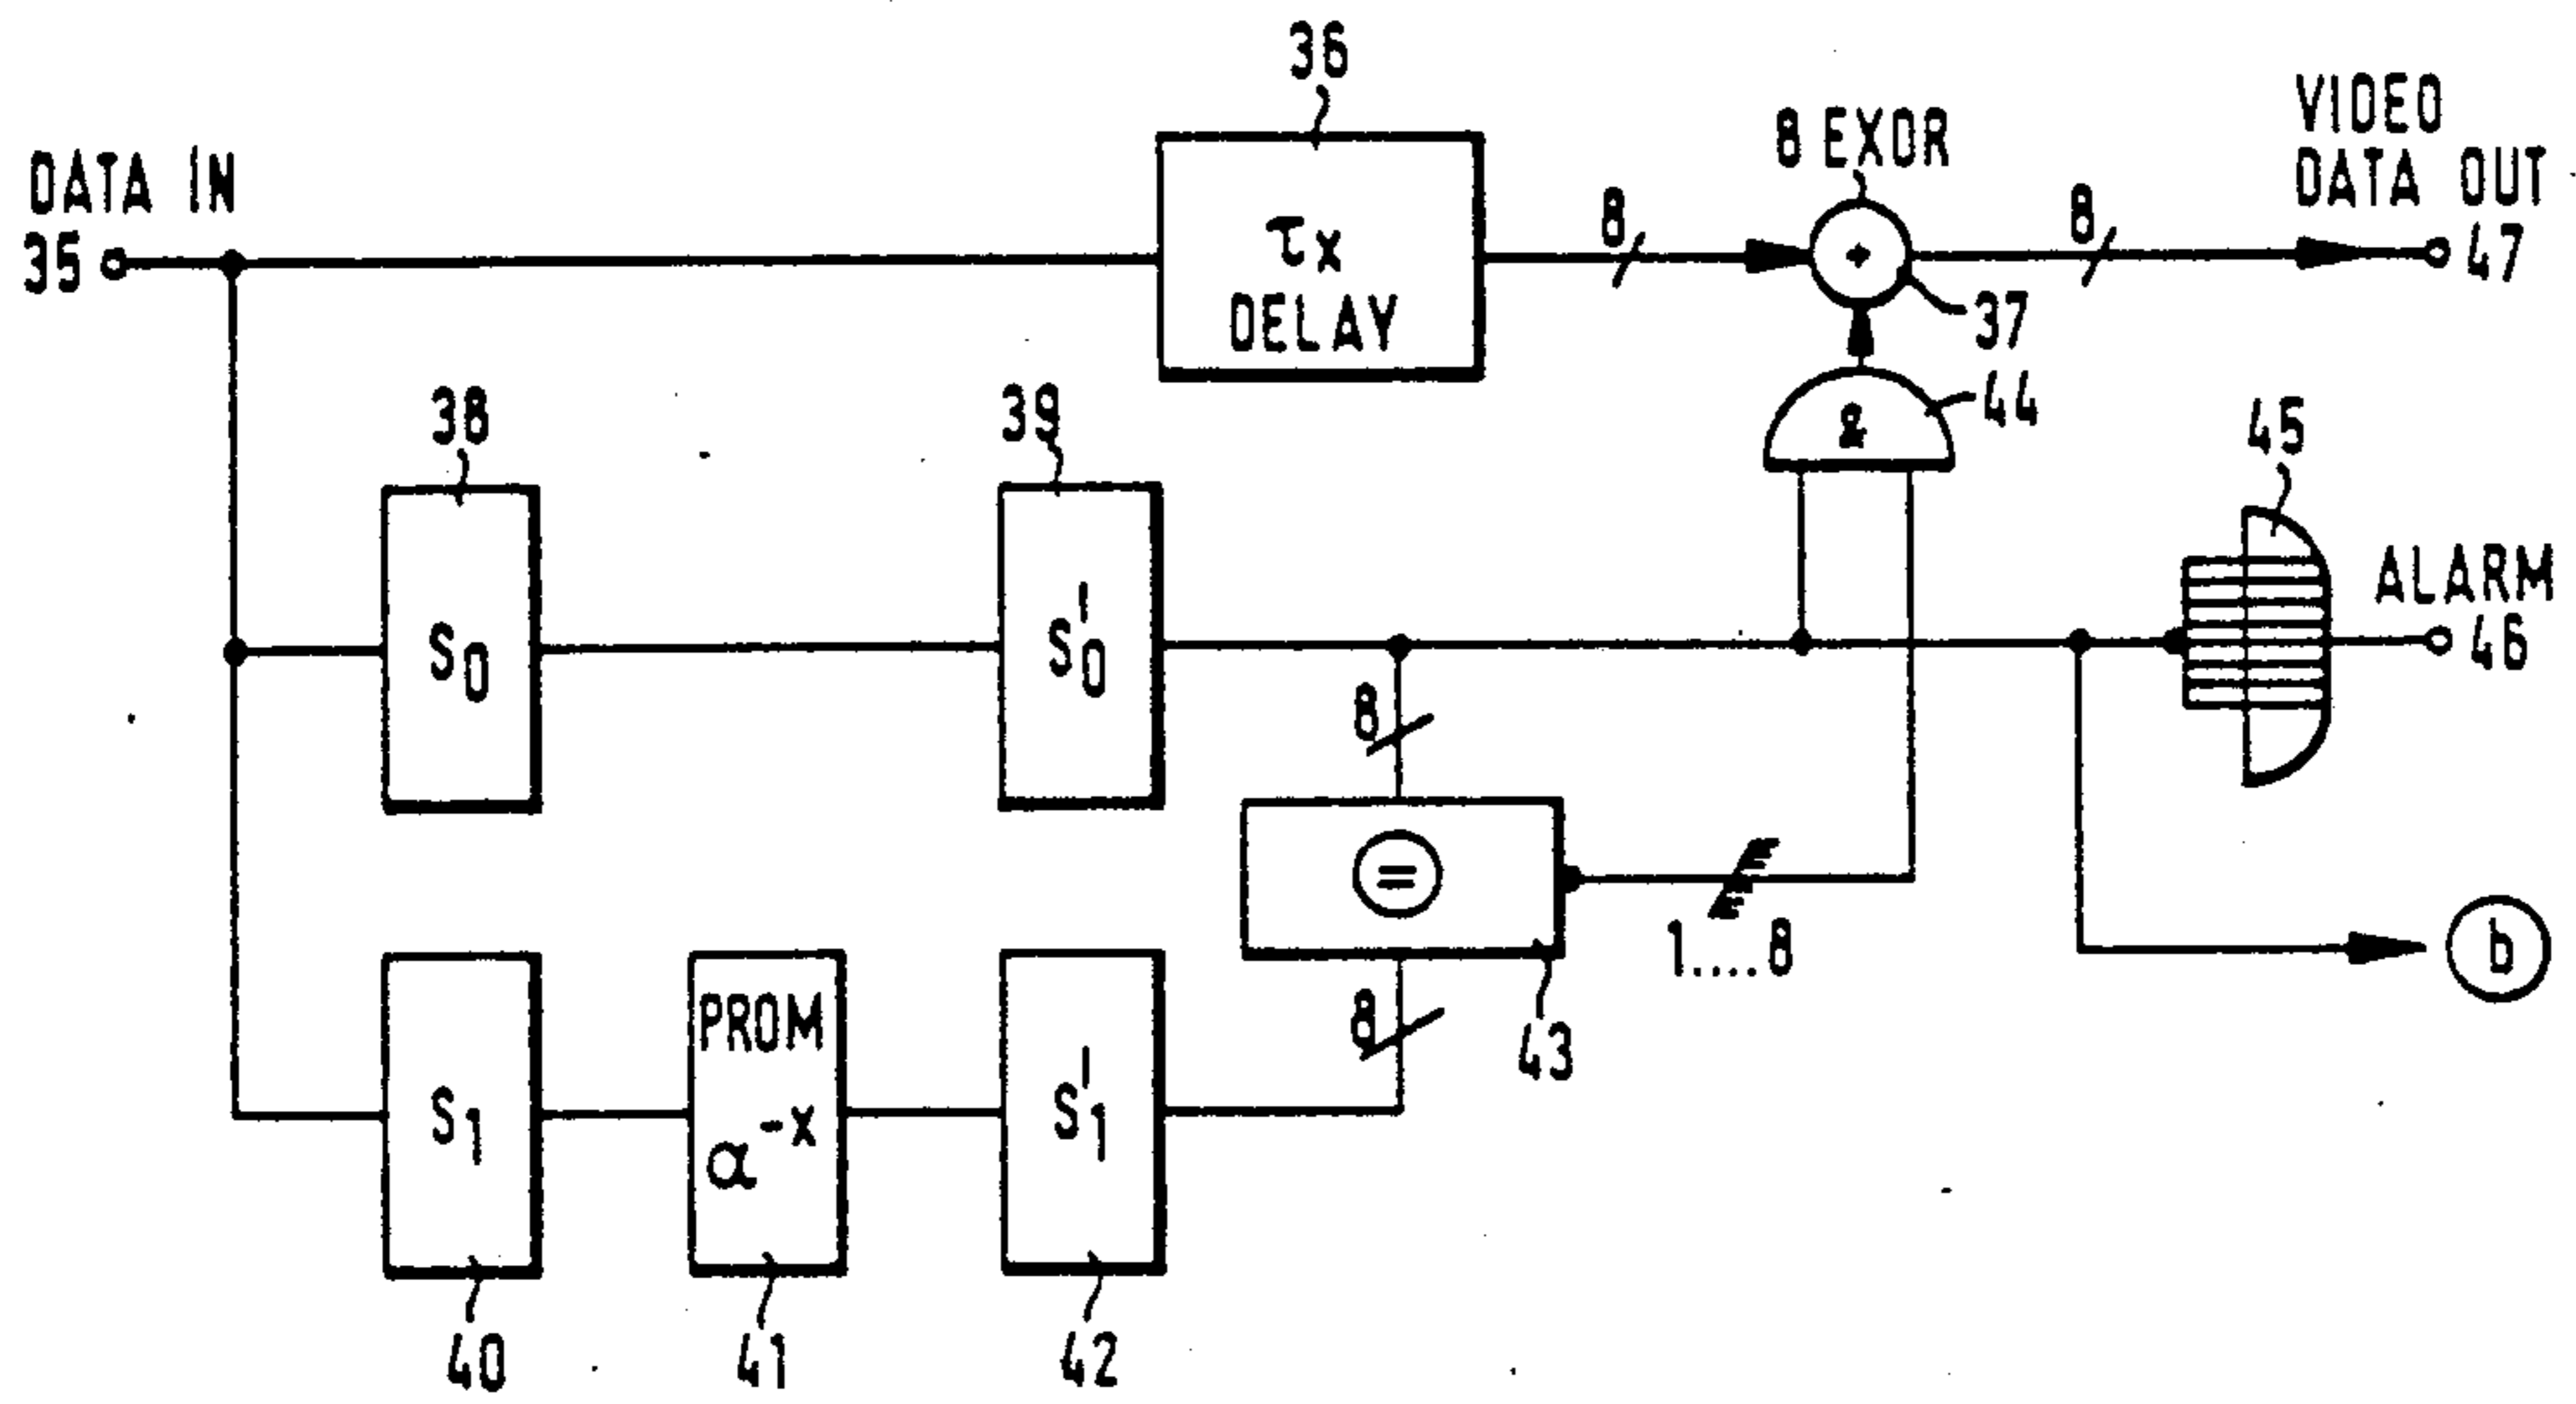 36
DATA IN
35
τx
DELAY
8
8 EXOR
+
37
8
VIDEO
DATA OUT
47
38
S0
39
S'0
&
44
45
ALARM
46
8
=
43
1....8
b
S1
40
PROM
α-x
41
S'1
42
8